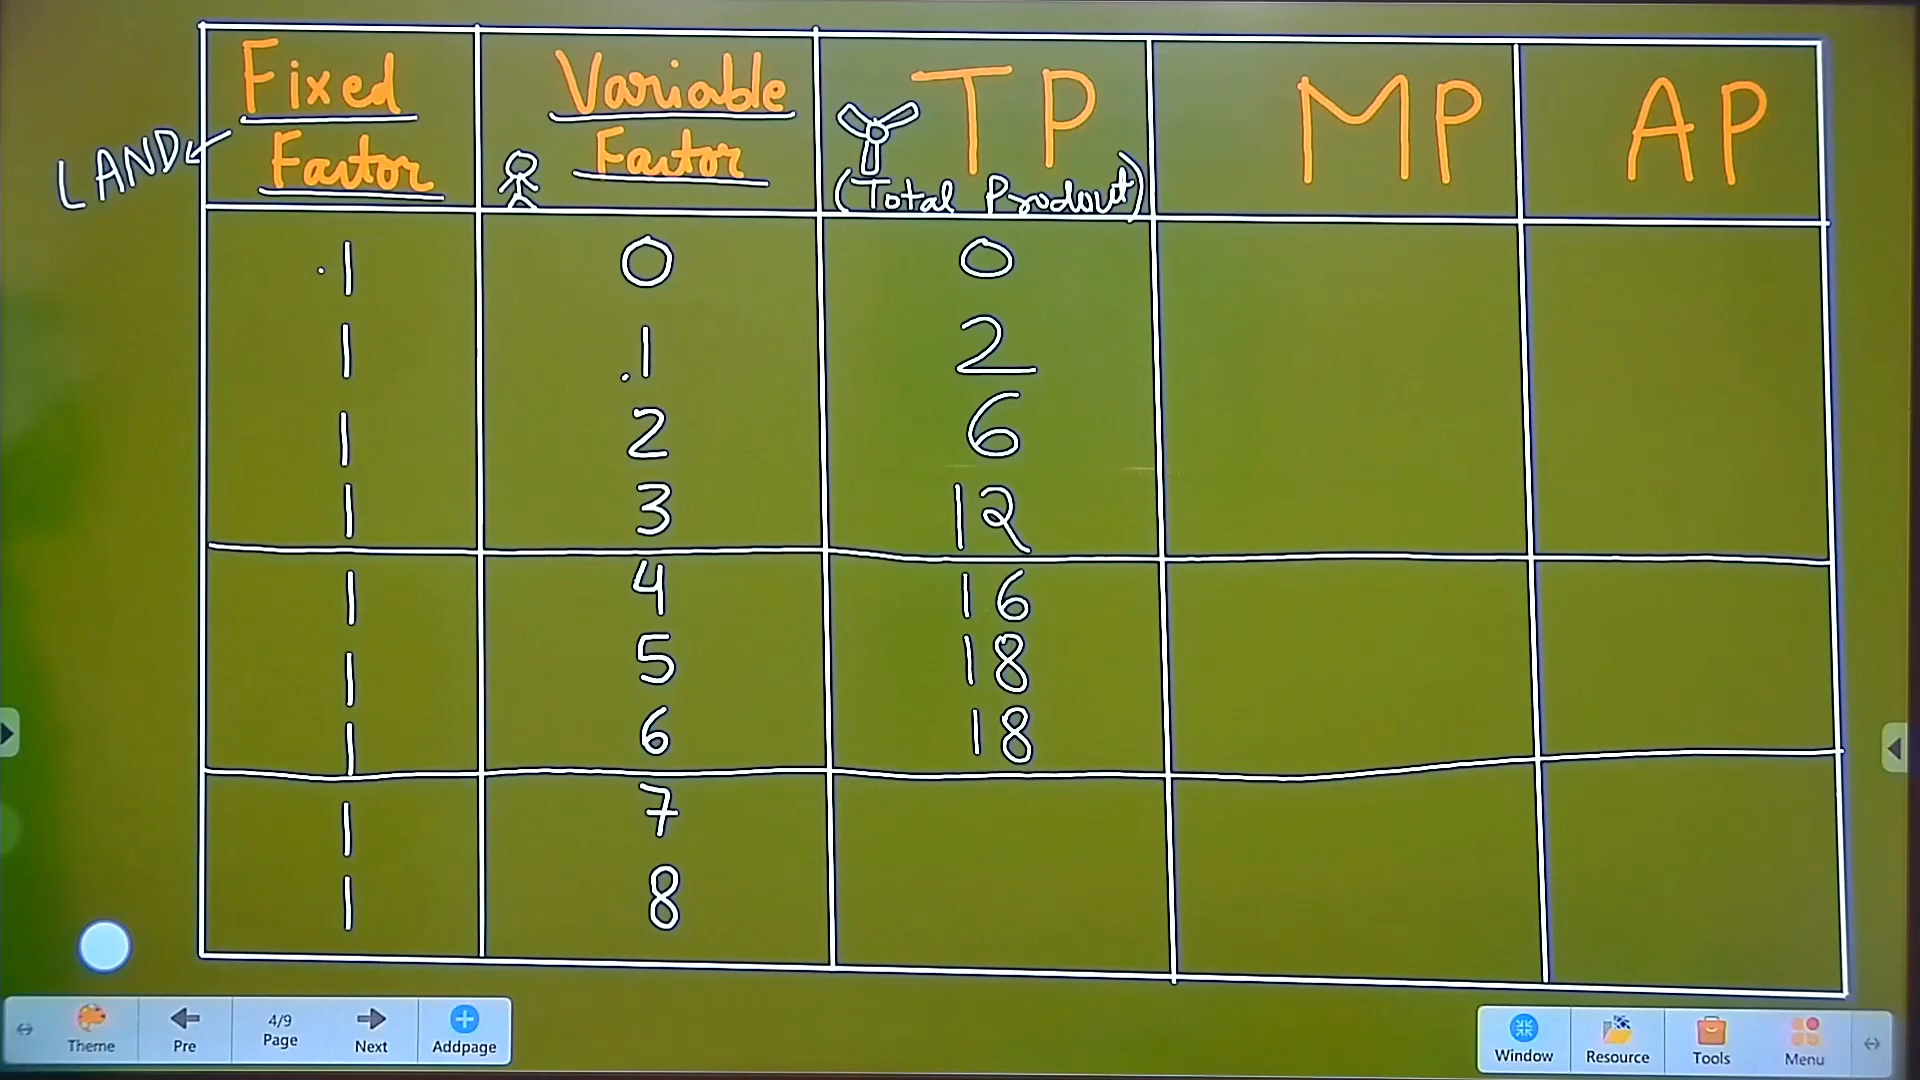 Fixed Factor
Variable Factor
TP
(Total Product)
MP
AP
LAND
1 0 0
1 1 2
1 2 6
1 3 12
1 4 16
1 5 18
1 6 18
1 7
1 8
Theme
Pre
4/9
Page
Next
Addpage
Window
Resource
Tools
Menu